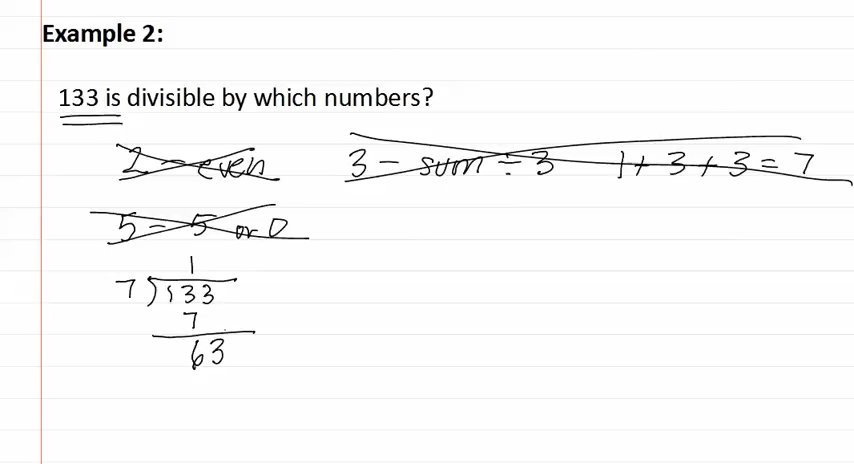 Example 2:
133 is divisible by which numbers?
2 - even 3 - sum ÷ 3 1 + 3 + 3 = 7
5 - 5 or 0
1
7 ) 133
7
63